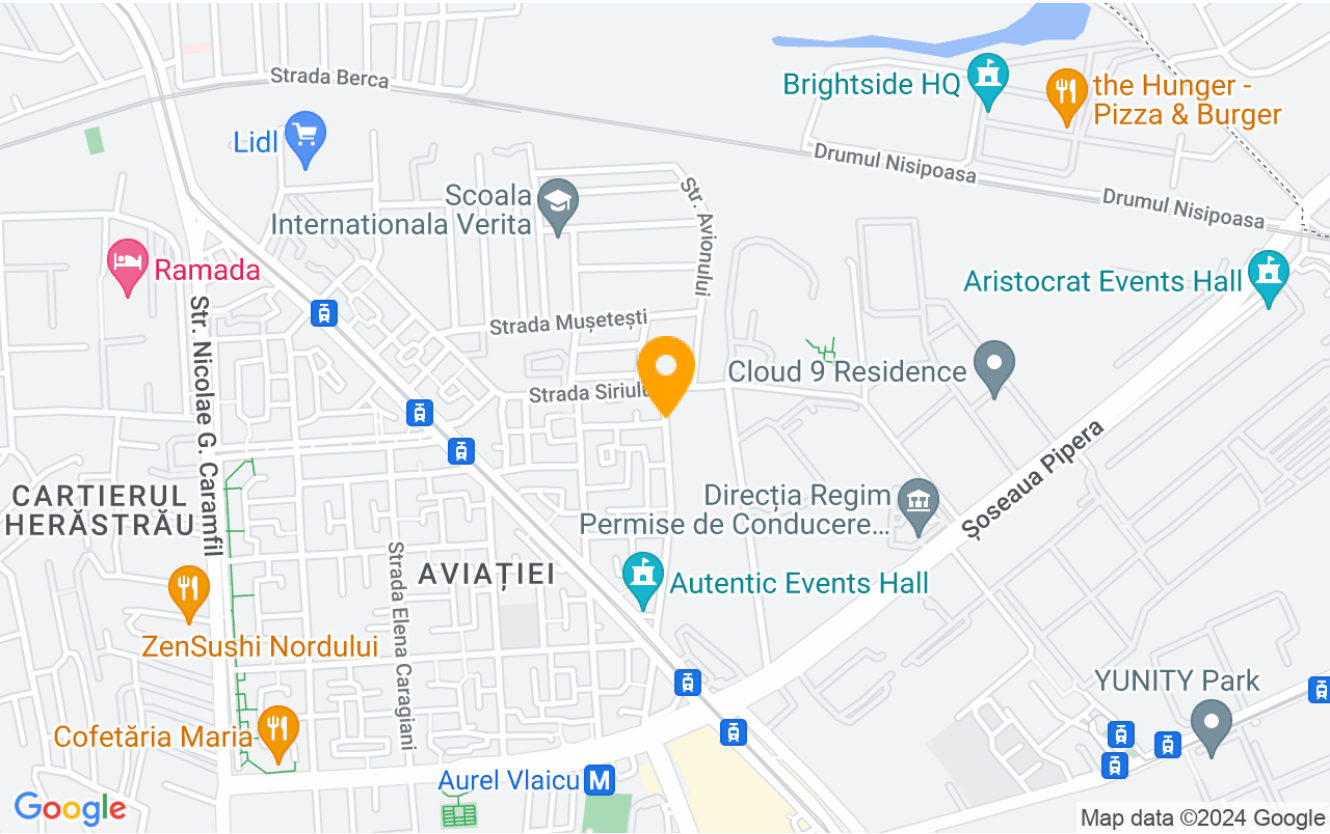 Strada Berca
Brightside HQ
the Hunger -
Pizza & Burger
Lidl
Drumul Nisipoasa
Drumul Nisipoasa
Scoala
Internationala Verita
Str. Avionului
Ramada
Aristocrat Events Hall
Str. Nicolae G. Caramfil
Strada Mușetești
Cloud 9 Residence
Strada Siriului
Șoseaua Pipera
CARTIERUL
HERĂSTRĂU
Direcția Regim
Permise de Conducere...
Strada Elena Caragiani
AVIAȚIEI
Autentic Events Hall
ZenSushi Nordului
YUNITY Park
Cofetăria Maria
Aurel Vlaicu M
Google
Map data ©2024 Google